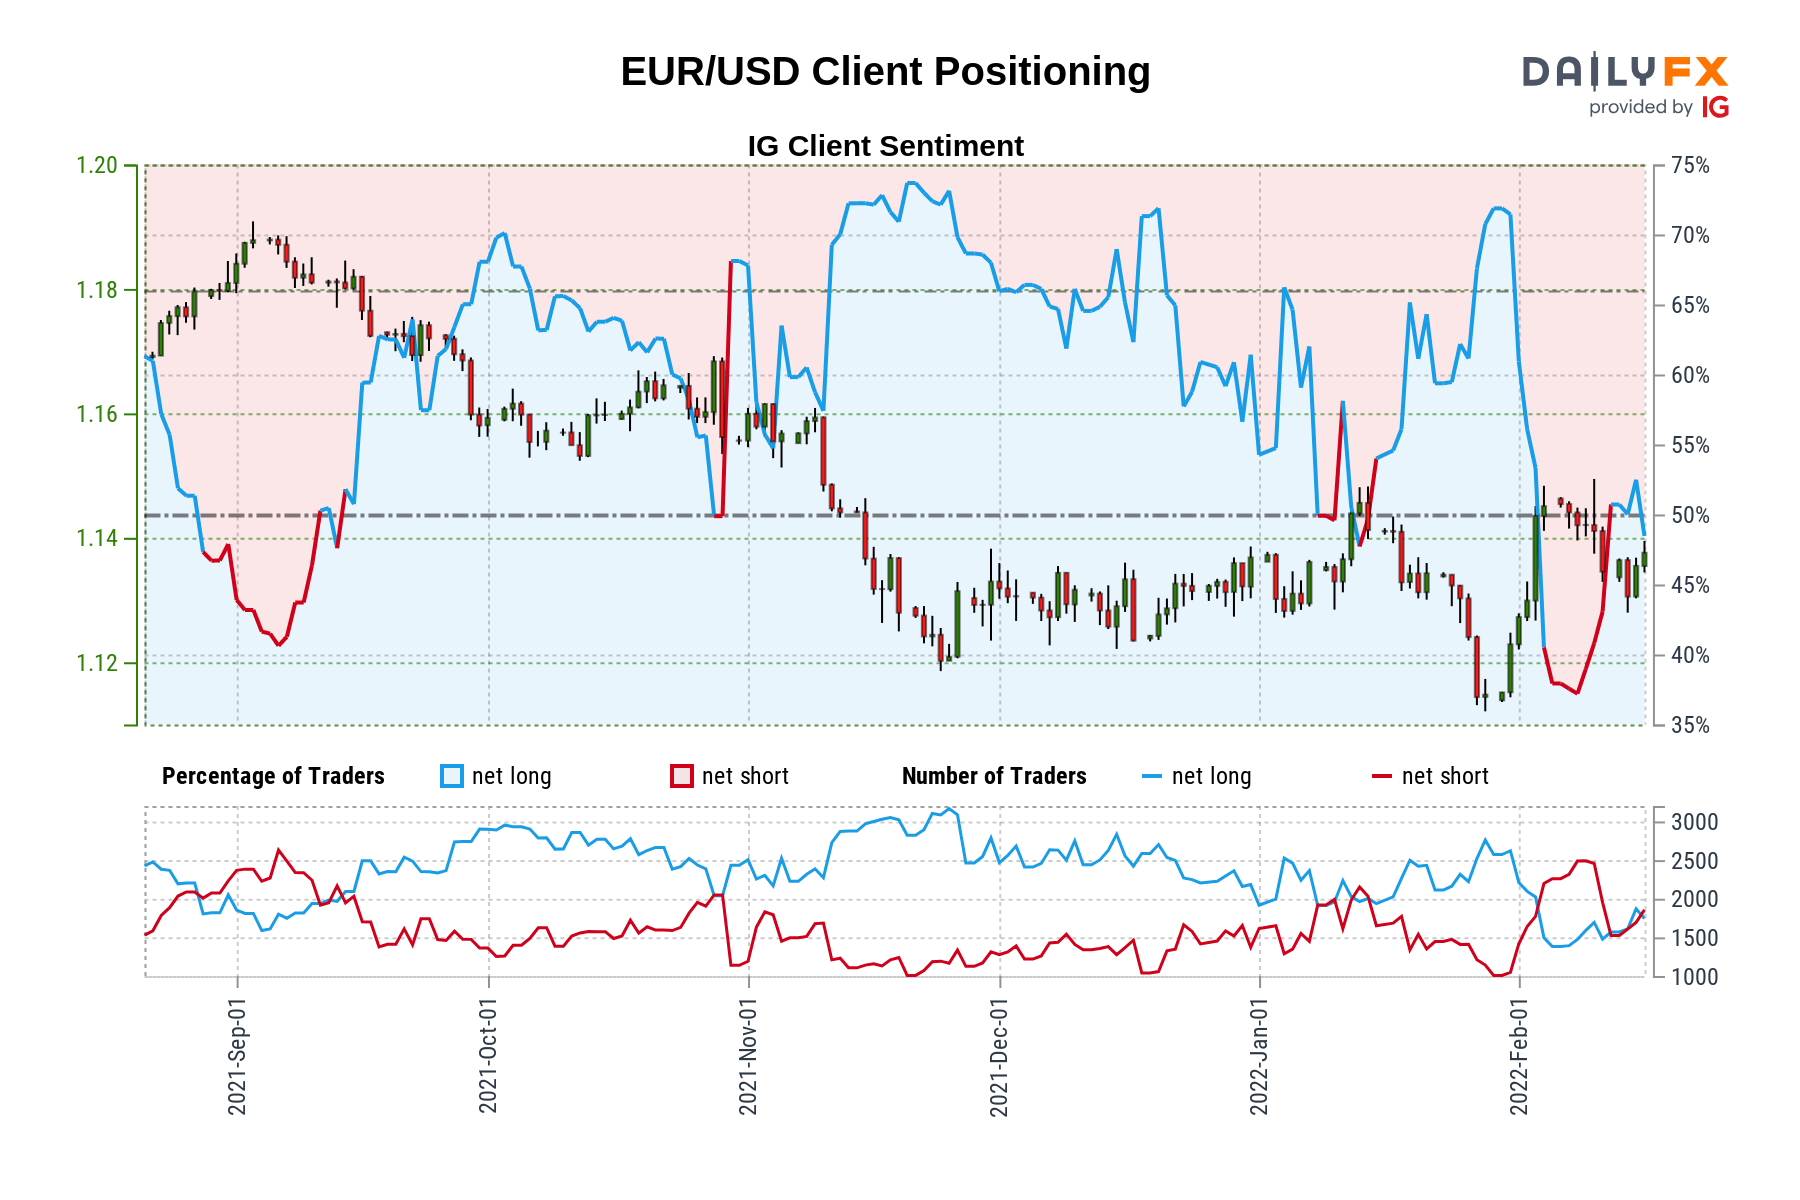 EUR/USD Client Positioning
DAILYFX
provided by IG
IG Client Sentiment
1.20
1.18
1.16
1.14
1.12
75%
70%
65%
60%
55%
50%
45%
40%
35%
Percentage of Traders net long net short Number of Traders net long net short
3000
2500
2000
1500
1000
2021-Sep-01
2021-Oct-01
2021-Nov-01
2021-Dec-01
2022-Jan-01
2022-Feb-01